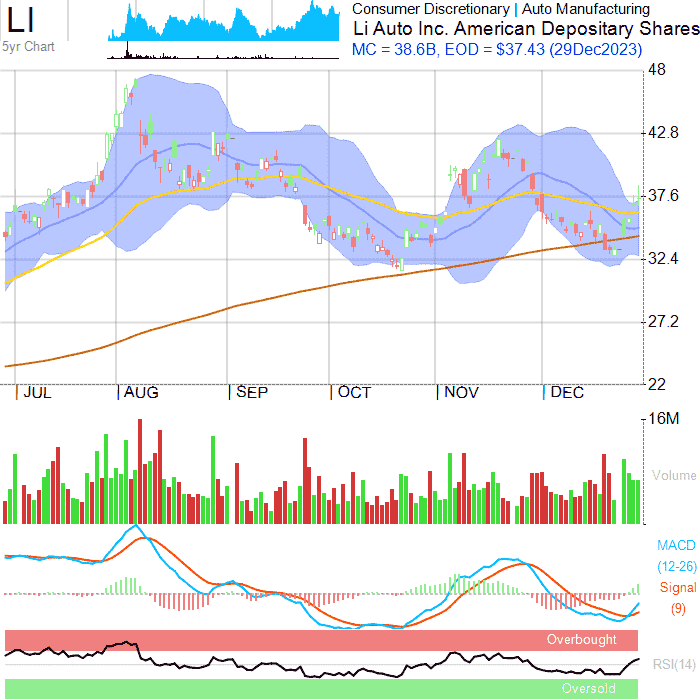 LI
5yr Chart
Consumer Discretionary | Auto Manufacturing
Li Auto Inc. American Depositary Shares
MC = 38.6B, EOD = $37.43 (29Dec2023)
48
42.8
37.6
32.4
27.2
22
JUL AUG SEP OCT NOV DEC
16M
Volume
MACD
(12-26)
Signal
(9)
Overbought
RSI(14)
Oversold